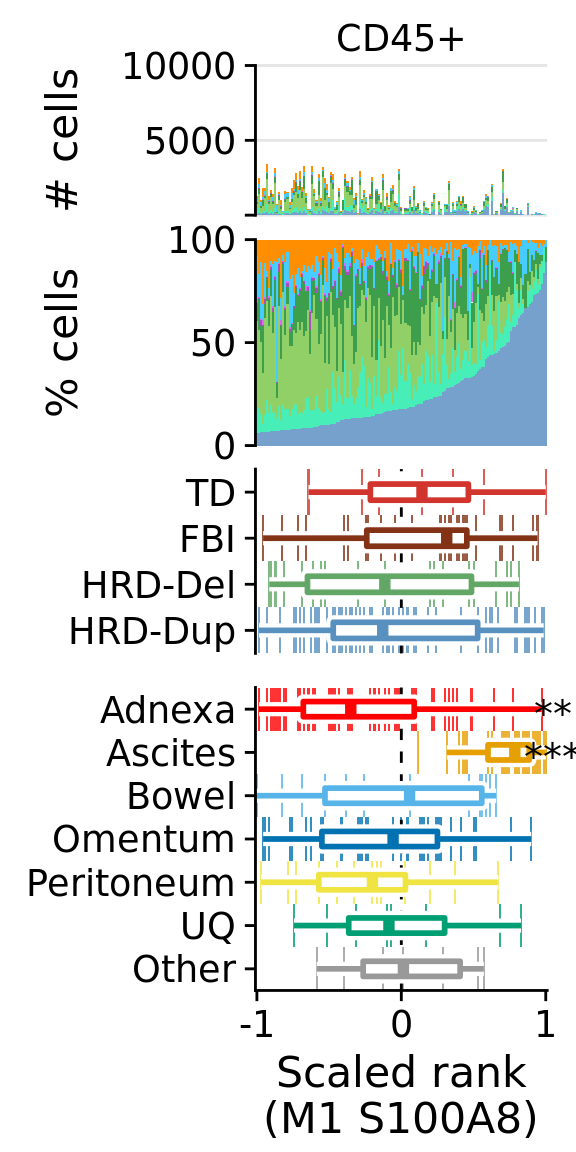 CD45+
10000
5000
# cells
100
50
0
% cells
TD
FBI
HRD-Del
HRD-Dup
Adnexa **
Ascites ***
Bowel
Omentum
Peritoneum
UQ
Other
-1 0 1
Scaled rank
(M1 S100A8)